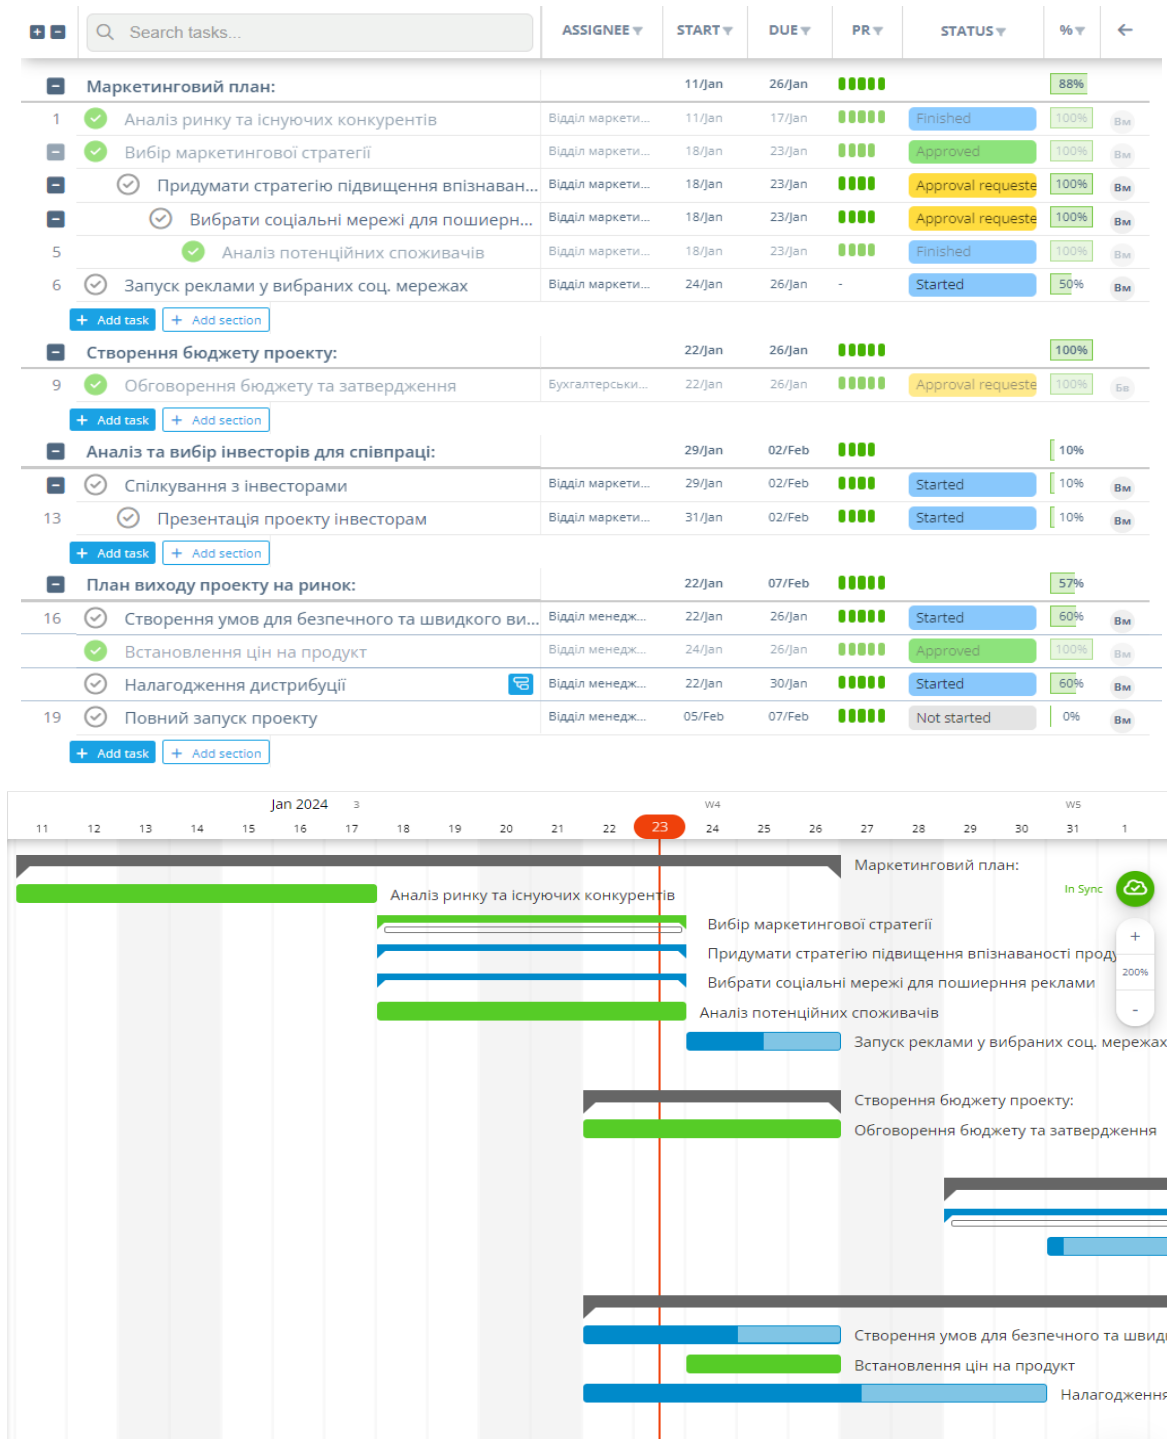 Search tasks...
ASSIGNEE START DUE PR STATUS %
Маркетинговий план: 11/Jan 26/Jan 88%
1 Аналіз ринку та існуючих конкурентів Відділ маркети... 11/Jan 17/Jan Finished 100% Вм
Вибір маркетингової стратегії Відділ маркети... 18/Jan 23/Jan Approved 100% Вм
Придумати стратегію підвищення впізнаван... Відділ маркети... 18/Jan 23/Jan Approval requeste 100% Вм
Вибрати соціальні мережі для пошиерн... Відділ маркети... 18/Jan 23/Jan Approval requeste 100% Вм
5 Аналіз потенційних споживачів Відділ маркети... 18/Jan 23/Jan Finished 100% Вм
6 Запуск реклами у вибраних соц. мережах Відділ маркети... 24/Jan 26/Jan - Started 50% Вм
+ Add task + Add section
Створення бюджету проекту: 22/Jan 26/Jan 100%
9 Обговорення бюджету та затвердження Бухгалтерськи... 22/Jan 26/Jan Approval requeste 100% Бв
+ Add task + Add section
Аналіз та вибір інвесторів для співпраці: 29/Jan 02/Feb 10%
Спілкування з інвесторами Відділ маркети... 29/Jan 02/Feb Started 10% Вм
13 Презентація проекту інвесторам Відділ маркети... 31/Jan 02/Feb Started 10% Вм
+ Add task + Add section
План виходу проекту на ринок: 22/Jan 07/Feb 57%
16 Створення умов для безпечного та швидкого ви... Відділ менедж... 22/Jan 26/Jan Started 60% Вм
Встановлення цін на продукт Відділ менедж... 24/Jan 26/Jan Approved 100% Вм
Налагодження дистрибуції Відділ менедж... 22/Jan 30/Jan Started 60% Вм
19 Повний запуск проекту Відділ менедж... 05/Feb 07/Feb Not started 0% Вм
+ Add task + Add section
Jan 2024 3 W4 W5
11 12 13 14 15 16 17 18 19 20 21 22 23 24 25 26 27 28 29 30 31 1
Маркетинговий план:
In Sync
Аналіз ринку та існуючих конкурентів
Вибір маркетингової стратегії
+
Придумати стратегію підвищення впізнаваності проду
200%
Вибрати соціальні мережі для пошиерння реклами
-
Аналіз потенційних споживачів
Запуск реклами у вибраних соц. мережах
Створення бюджету проекту:
Обговорення бюджету та затвердження
Створення умов для безпечного та швид
Встановлення цін на продукт
Налагодження